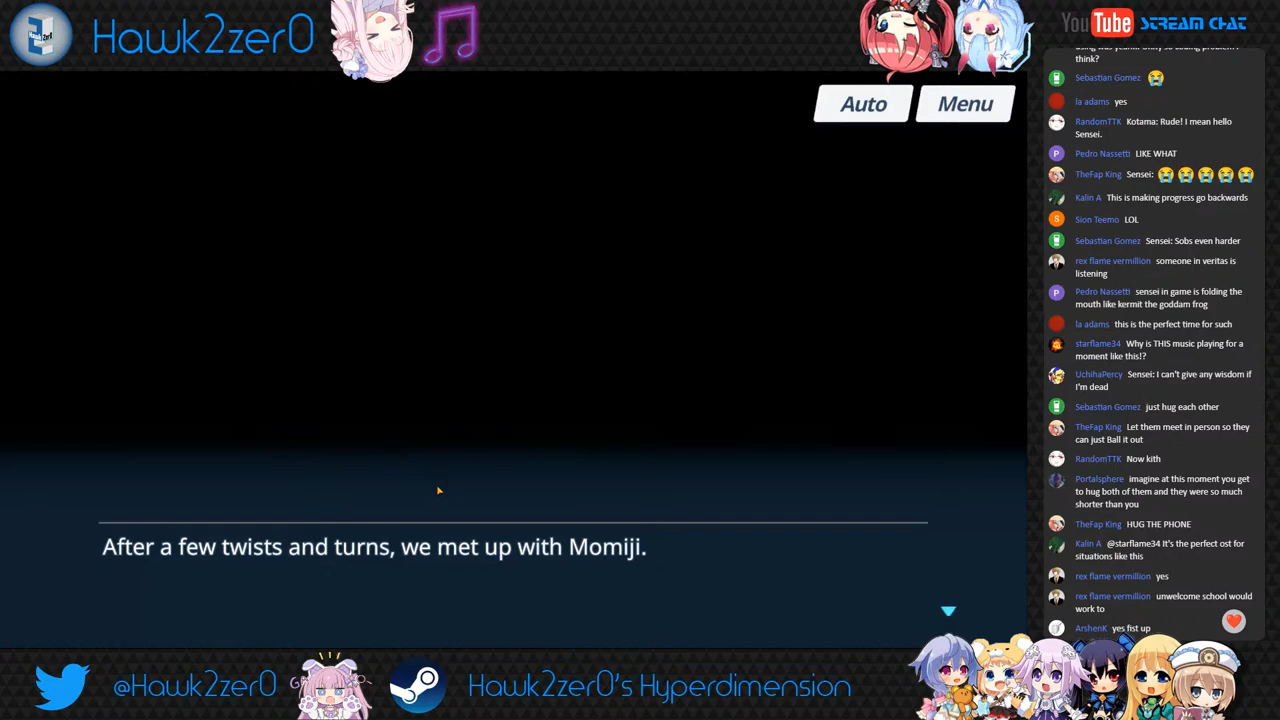 Hawk2zer0
YouTube STREAM CHAT
Auto
Menu
think?
Sebastian Gomez
la adams yes
RandomTTK Kotama: Rude! I mean hello
Sensei.
P Pedro Nassetti LIKE WHAT
TheFap King Sensei:
Kalin A This is making progress go backwards
S Sion Teemo LOL
Sebastian Gomez Sensei: Sobs even harder
rex flame vermillion someone in veritas is
listening
P Pedro Nassetti sensei in game is folding the
mouth like kermit the goddam frog
la adams this is the perfect time for such
starflame34 Why is THIS music playing for a
moment like this!?
UchihaPercy Sensei: I can't give any wisdom if
I'm dead
Sebastian Gomez just hug each other
TheFap King Let them meet in person so they
can just Ball it out
RandomTTK Now kith
Portalsphere imagine at this moment you get
to hug both of them and they were so much
shorter than you
TheFap King HUG THE PHONE
Kalin A @starflame34 It's the perfect ost for
situations like this
rex flame vermillion yes
rex flame vermillion unwelcome school would
work to
ArshenK yes fist up
After a few twists and turns, we met up with Momiji.
@Hawk2zer0
Hawk2zer0's Hyperdimension